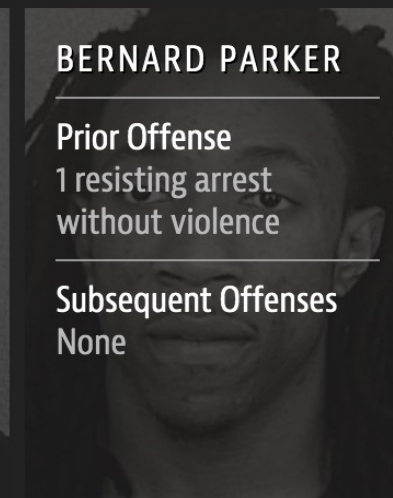 BERNARD PARKER
Prior Offense
1 resisting arrest
without violence
Subsequent Offenses
None